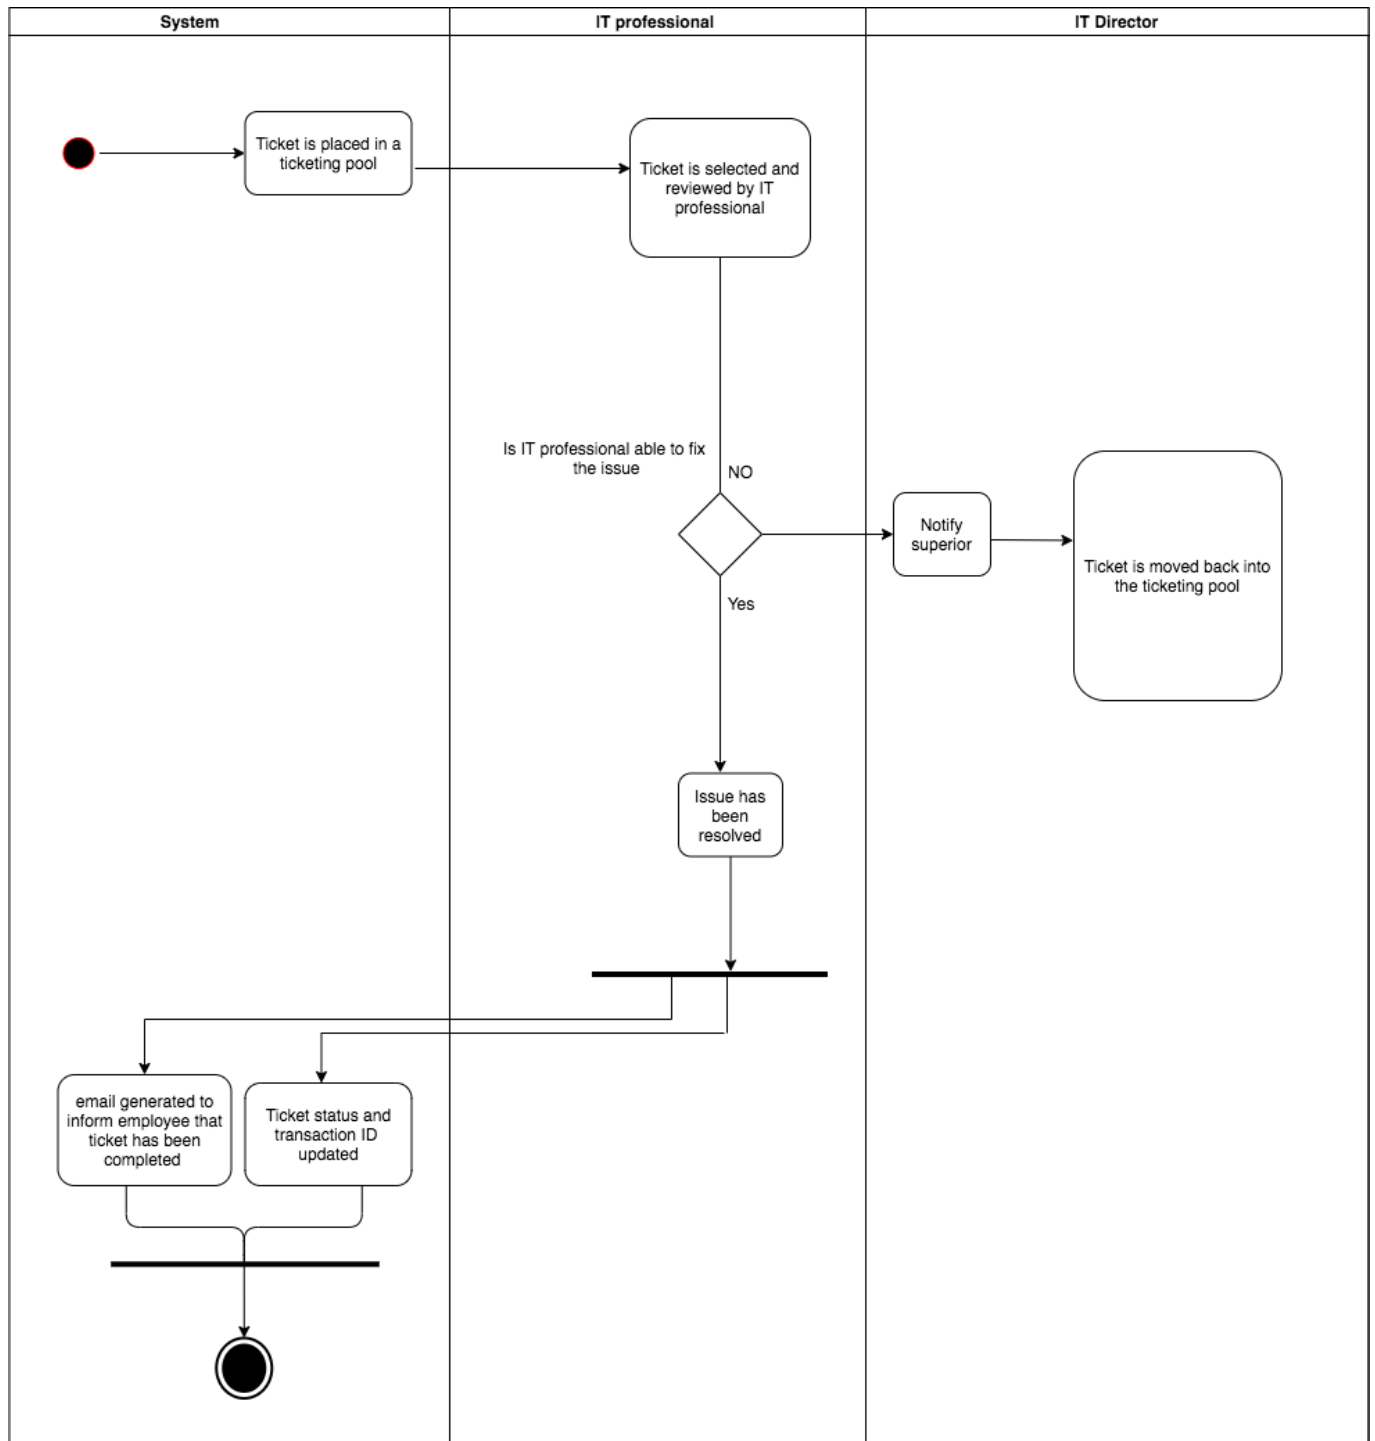 System
IT professional
IT Director
Ticket is placed in a
ticketing pool
Ticket is selected and
reviewed by IT
professional
Is IT professional able to fix
the issue
NO
Notify
superior
Ticket is moved back into
the ticketing pool
Yes
Issue has
been
resolved
email generated to
inform employee that
ticket has been
completed
Ticket status and
transaction ID
updated